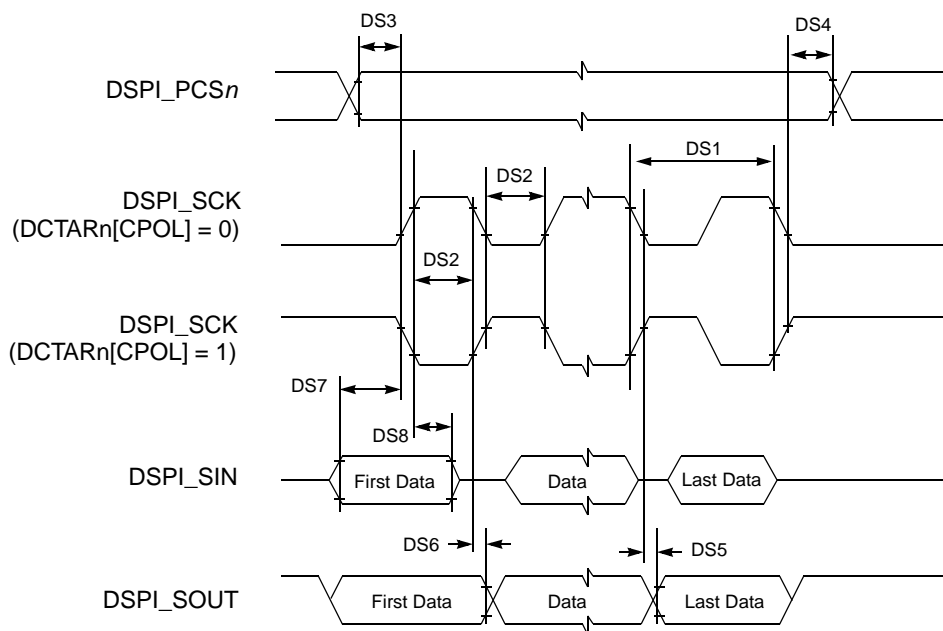 DS3
DS4
DSPI_PCSn
DS1
DS2
DSPI_SCK
(DCTARn[CPOL] = 0)
DS2
DSPI_SCK
(DCTARn[CPOL] = 1)
DS7
DS8
DSPI_SIN
First Data
Data
Last Data
DS6
DS5
DSPI_SOUT
First Data
Data
Last Data